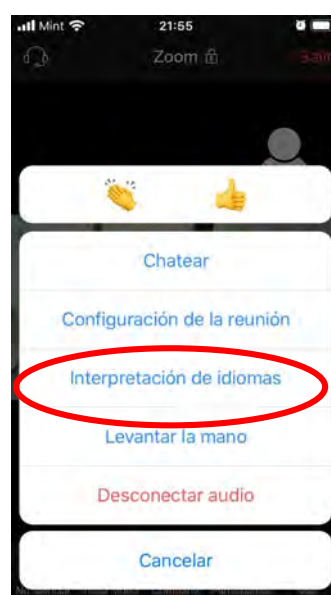 Mint 21:55
Zoom
Chatear
Configuración de la reunión
Interpretación de idiomas
Levantar la mano
Desconectar audio
Cancelar